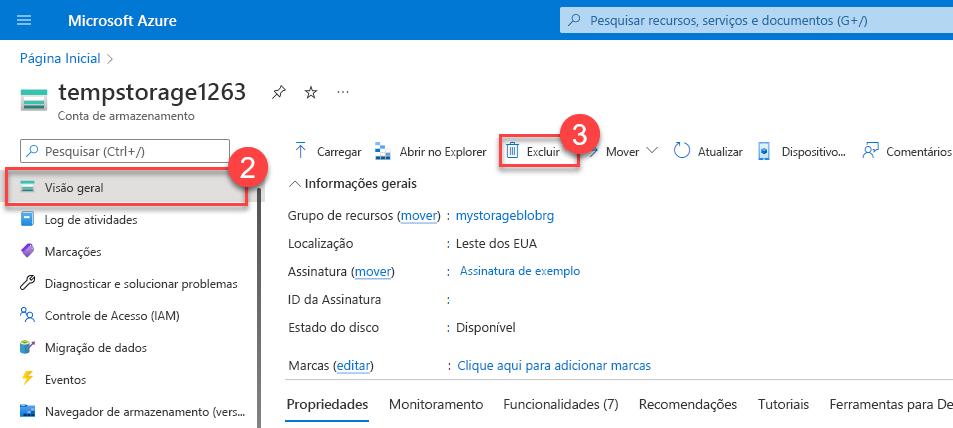 Microsoft Azure
Pesquisar recursos, serviços e documentos (G+/)
Página Inicial >
tempstorage1263 ...
Conta de armazenamento
Pesquisar (Ctrl+/)
2
Carregar Abrir no Explorer Excluir 3 Mover Atualizar Dispositivo... Comentários
Visão geral
Log de atividades
Marcações
Diagnosticar e solucionar problemas
Controle de Acesso (IAM)
Migração de dados
Eventos
Navegador de armazenamento (vers...
Informações gerais
Grupo de recursos (mover) : mystorageblobrg
Localização : Leste dos EUA
Assinatura (mover) : Assinatura de exemplo
ID da Assinatura :
Estado do disco : Disponível
Marcas (editar) : Clique aqui para adicionar marcas
Propriedades Monitoramento Funcionalidades (7) Recomendações Tutoriais Ferramentas para De